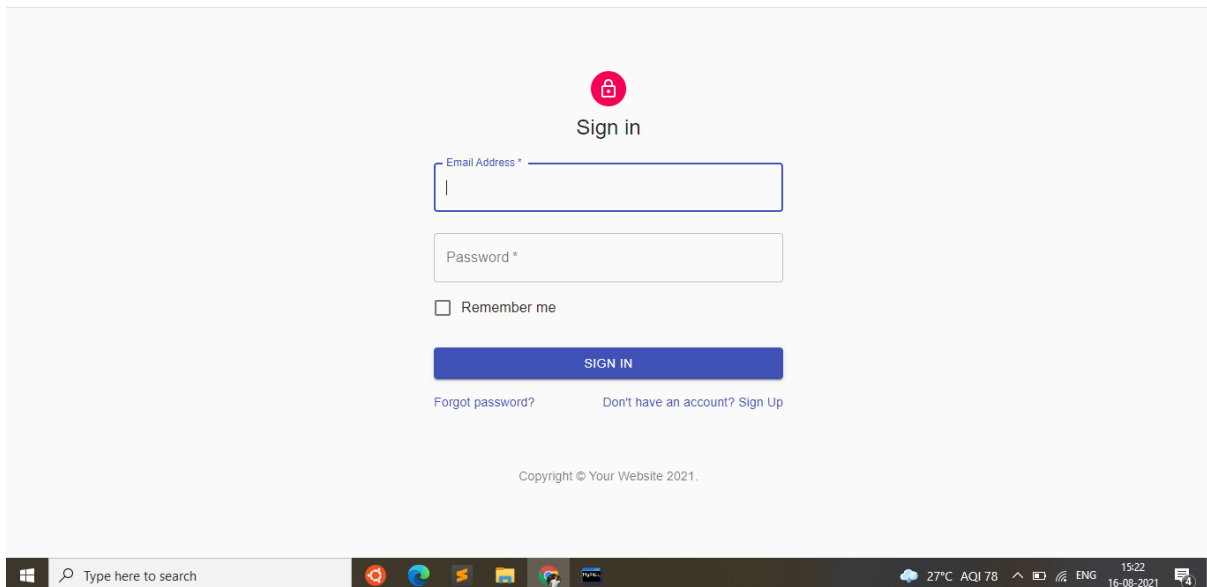 Sign in
Email Address *
Password *
Remember me
SIGN IN
Forgot password? Don't have an account? Sign Up
Copyright © Your Website 2021.
Type here to search 27°C AQI 78 ENG 15:22
16-08-2021 4